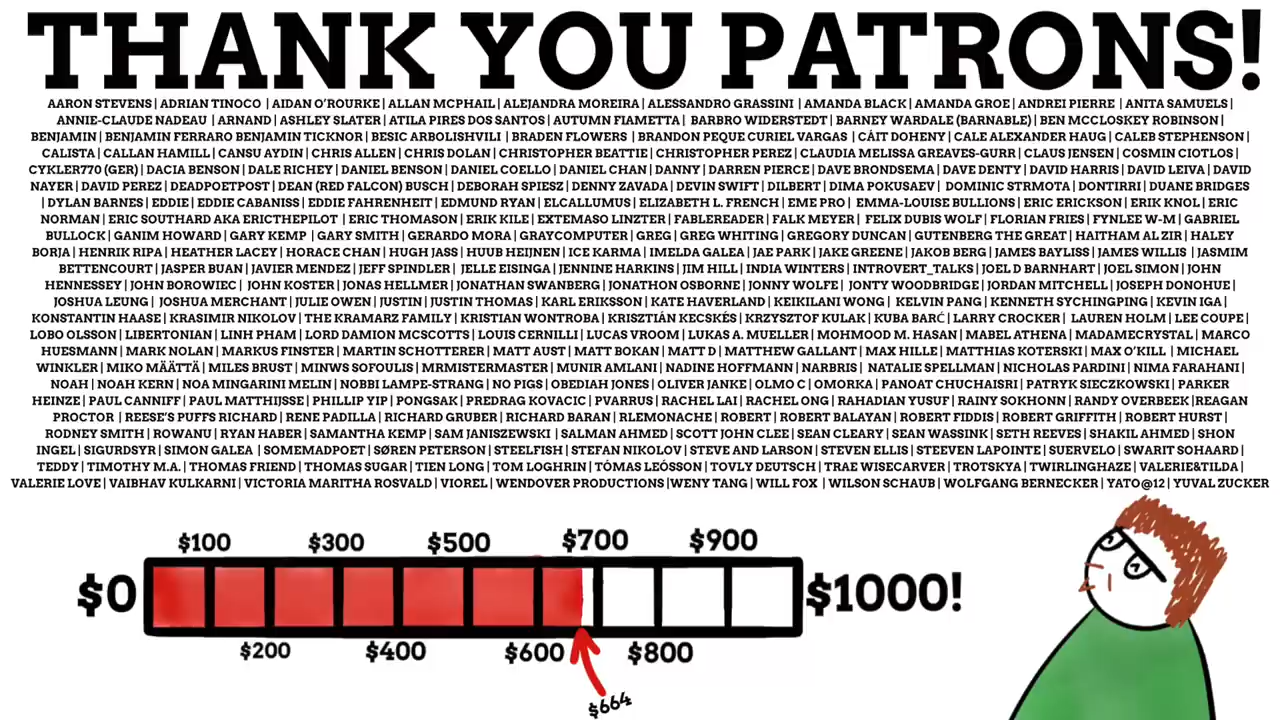 THANK YOU PATRONS!
AARON STEVENS | ADRIAN TINOCO | AIDAN O'ROURKE | ALLAN MCPHAIL | ALEJANDRA MOREIRA | ALESSANDRO GRASSINI | AMANDA BLACK | AMANDA GROE | ANDREI PIERRE | ANITA SAMUELS |
ANNIE-CLAUDE NADEAU | ARNAND | ASHLEY SLATER | ATILA PIRES DOS SANTOS | AUTUMN FIAMETTA | BARBRO WIDERSTEDT | BARNEY WARDALE (BARNABLE) | BEN MCCLOSKEY ROBINSON |
BENJAMIN | BENJAMIN FERRARO BENJAMIN TICKNOR | BESIC ARBOLISHVILI | BRADEN FLOWERS | BRANDON PEQUE CURIEL VARGAS | CÁIT DOHENY | CALE ALEXANDER HAUG | CALEB STEPHENSON |
CALISTA | CALLAN HAMILL | CANSU AYDIN | CHRIS ALLEN | CHRIS DOLAN | CHRISTOPHER BEATTIE | CHRISTOPHER PEREZ | CLAUDIA MELISSA GREAVES-GURR | CLAUS JENSEN | COSMIN CIOTLOS |
CYKLER770 (GER) | DACIA BENSON | DALE RICHEY | DANIEL BENSON | DANIEL COELLO | DANIEL CHAN | DANNY | DARREN PIERCE | DAVE BRONDSEMA | DAVE DENTY | DAVID HARRIS | DAVID LEIVA | DAVID
NAYER | DAVID PEREZ | DEADPOETPOST | DEAN (RED FALCON) BUSCH | DEBORAH SPIESZ | DENNY ZAVADA | DEVIN SWIFT | DILBERT | DIMA POKUSAEV | DOMINIC STRMOTA | DONTIRRI | DUANE BRIDGES
| DYLAN BARNES | EDDIE | EDDIE CABANISS | EDDIE FAHRENHEIT | EDMUND RYAN | ELCALLUMUS | ELIZABETH L. FRENCH | EME PRO | EMMA-LOUISE BULLIONS | ERIC ERICKSON | ERIK KNOL | ERIC
NORMAN | ERIC SOUTHARD AKA ERICTHEPILOT | ERIC THOMASON | ERIK KILE | EXTEMASO LINZTER | FABLEREADER | FALK MEYER | FELIX DUBIS WOLF | FLORIAN FRIES | FYNLEE W-M | GABRIEL
BULLOCK | GANIM HOWARD | GARY KEMP | GARY SMITH | GERARDO MORA | GRAYCOMPUTER | GREG | GREG WHITING | GREGORY DUNCAN | GUTENBERG THE GREAT | HAITHAM AL ZIR | HALEY
BORJA | HENRIK RIPA | HEATHER LACEY | HORACE CHAN | HUGH JASS | HUUB HEIJNEN | ICE KARMA | IMELDA GALEA | JAE PARK | JAKE GREENE | JAKOB BERG | JAMES BAYLISS | JAMES WILLIS | JASMIM
BETTENCOURT | JASPER BUAN | JAVIER MENDEZ | JEFF SPINDLER | JELLE EISINGA | JENNINE HARKINS | JIM HILL | INDIA WINTERS | INTROVERT_TALKS | JOEL D BARNHART | JOEL SIMON | JOHN
HENNESSEY | JOHN BOROWIEC | JOHN KOSTER | JONAS HELLMER | JONATHAN SWANBERG | JONATHON OSBORNE | JONNY WOLFE | JONTY WOODBRIDGE | JORDAN MITCHELL | JOSEPH DONOHUE |
JOSHUA LEUNG | JOSHUA MERCHANT | JULIE OWEN | JUSTIN | JUSTIN THOMAS | KARL ERIKSSON | KATE HAVERLAND | KEIKILANI WONG | KELVIN PANG | KENNETH SYCHINGPING | KEVIN IGA |
KONSTANTIN HAASE | KRASIMIR NIKOLOV | THE KRAMARZ FAMILY | KRISTIAN WONTROBA | KRISZTIÁN KECSKÉS | KRZYSZTOF KULAK | KUBA BARĆ | LARRY CROCKER | LAUREN HOLM | LEE COUPE |
LOBO OLSSON | LIBERTONIAN | LINH PHAM | LORD DAMION MCSCOTTS | LOUIS CERNILLI | LUCAS VROOM | LUKAS A. MUELLER | MOHMOOD M. HASAN | MABEL ATHENA | MADAMECRYSTAL | MARCO
HUESMANN | MARK NOLAN | MARKUS FINSTER | MARTIN SCHOTTERER | MATT AUST | MATT BOKAN | MATT D | MATTHEW GALLANT | MAX HILLE | MATTHIAS KOTERSKI | MAX O'KILL | MICHAEL
WINKLER | MIKO MÄÄTTÄ | MILES BRUST | MINWS SOFOULIS | MRMISTERMASTER | MUNIR AMLANI | NADINE HOFFMANN | NARBRIS | NATALIE SPELLMAN | NICHOLAS PARDINI | NIMA FARAHANI |
NOAH | NOAH KERN | NOA MINGARINI MELIN | NOBBI LAMPE-STRANG | NO PIGS | OBEDIAH JONES | OLIVER JANKE | OLMO C | OMORKA | PANOAT CHUCHAISRI | PATRYK SIECZKOWSKI | PARKER
HEINZE | PAUL CANNIFF | PAUL MATTHIJSSE | PHILLIP YIP | PONGSAK | PREDRAG KOVACIC | PVARRUS | RACHEL LAI | RACHEL ONG | RAHADIAN YUSUF | RAINY SOKHONN | RANDY OVERBEEK |REAGAN
PROCTOR | REESE'S PUFFS RICHARD | RENE PADILLA | RICHARD GRUBER | RICHARD BARAN | RLEMONACHE | ROBERT | ROBERT BALAYAN | ROBERT FIDDIS | ROBERT GRIFFITH | ROBERT HURST |
RODNEY SMITH | ROWANU | RYAN HABER | SAMANTHA KEMP | SAM JANISZEWSKI | SALMAN AHMED | SCOTT JOHN CLEE | SEAN CLEARY | SEAN WASSINK | SETH REEVES | SHAKIL AHMED | SHON
INGEL | SIGURDSYR | SIMON GALEA | SOMEMADPOET | SØREN PETERSON | STEELFISH | STEFAN NIKOLOV | STEVE AND LARSON | STEVEN ELLIS | STEEVEN LAPOINTE | SUERVELO | SWARIT SOHAARD |
TEDDY | TIMOTHY M.A. | THOMAS FRIEND | THOMAS SUGAR | TIEN LONG | TOM LOGHRIN | TÓMAS LEÓSSON | TOVLY DEUTSCH | TRAE WISECARVER | TROTSKYA | TWIRLINGHAZE | VALERIE&TILDA |
VALERIE LOVE | VAIBHAV KULKARNI | VICTORIA MARITHA ROSVALD | VIOREL | WENDOVER PRODUCTIONS |WENY TANG | WILL FOX | WILSON SCHAUB | WOLFGANG BERNECKER | YATO@12 | YUVAL ZUCKER
$100 $300 $500 $700 $900
$0 $1000!
$200 $400 $600 $800
$664